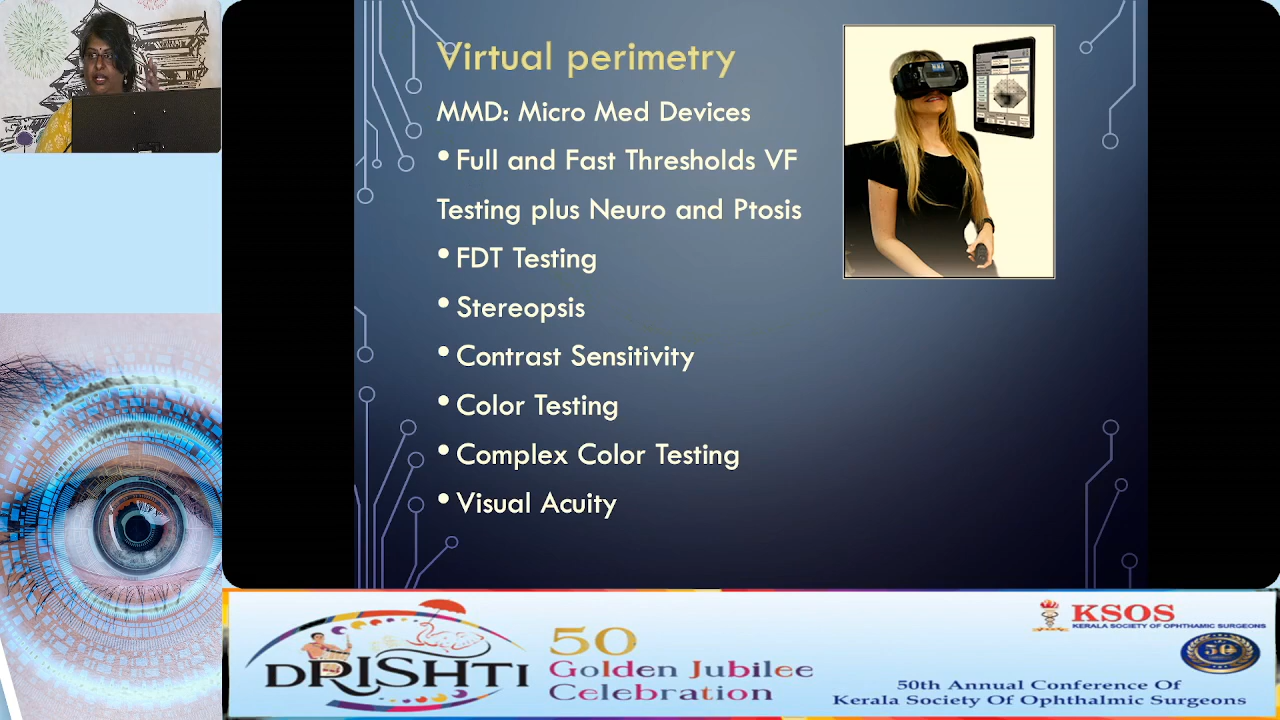 Virtual perimetry
MMD: Micro Med Devices
• Full and Fast Thresholds VF
Testing plus Neuro and Ptosis
• FDT Testing
• Stereopsis
• Contrast Sensitivity
• Color Testing
• Complex Color Testing
• Visual Acuity
DRISHTI
50
Golden Jubilee
Celebration
KSOS
KERALA SOCIETY OF OPHTHAMIC SURGEONS
50
50th Annual Conference Of
Kerala Society Of Ophthalmic Surgeons